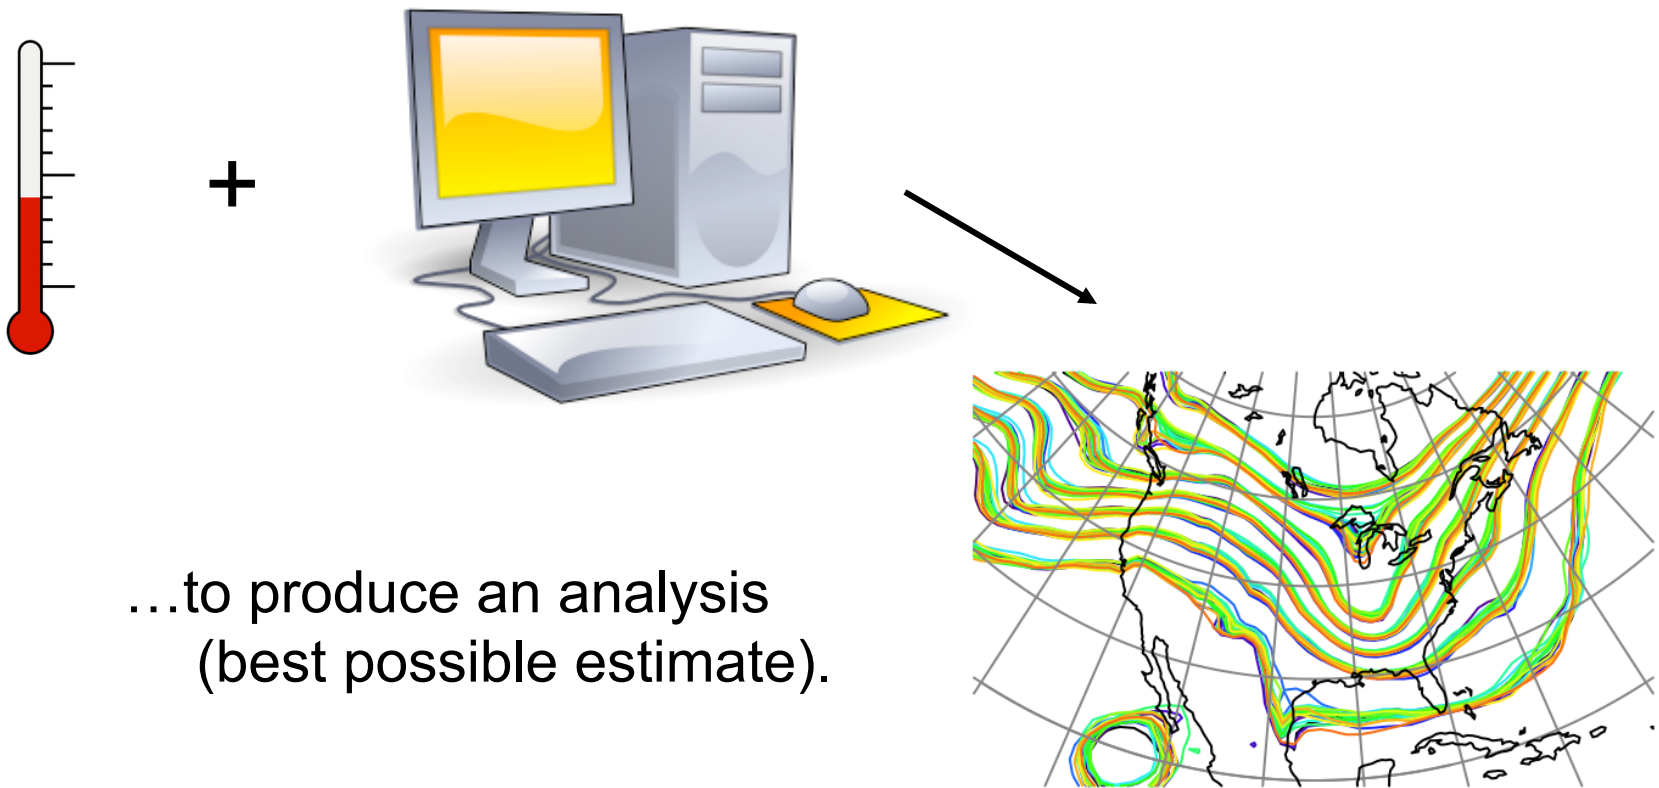 +
…to produce an analysis
(best possible estimate).